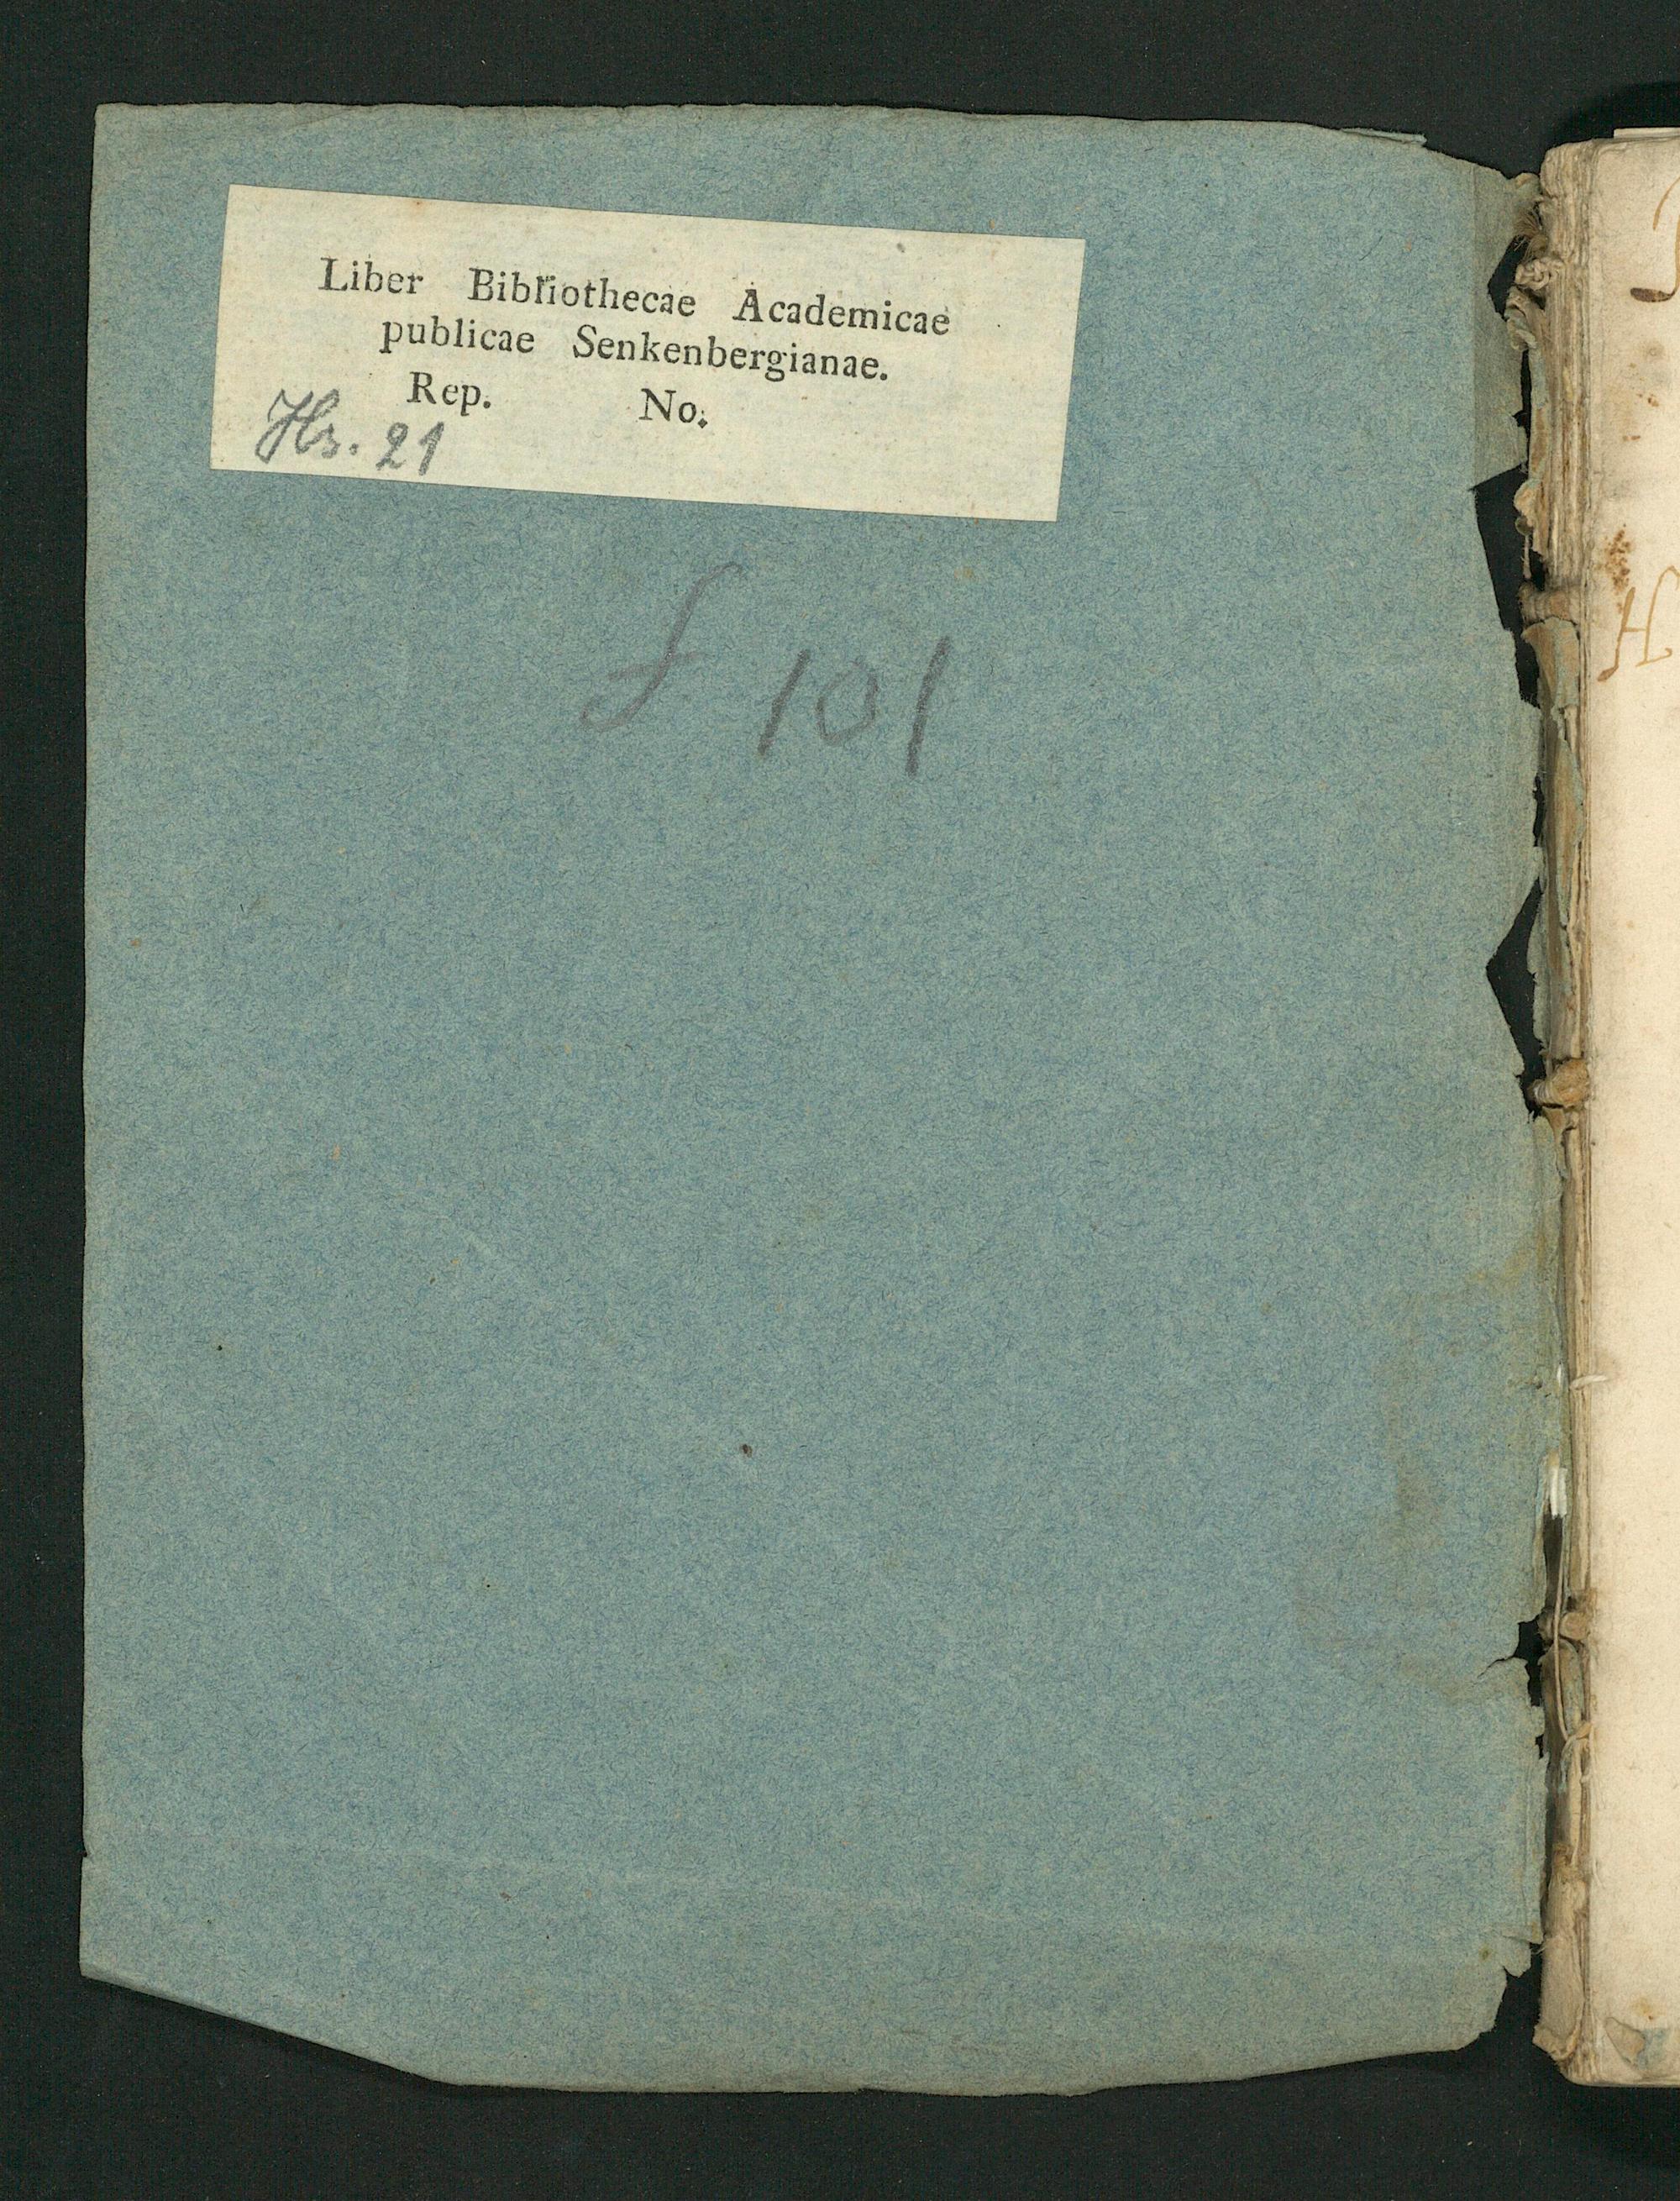 Liber Bibliothecae Academicae
publicae Senkenbergianae.
Rep. No.
Hs. 21
f 101
H